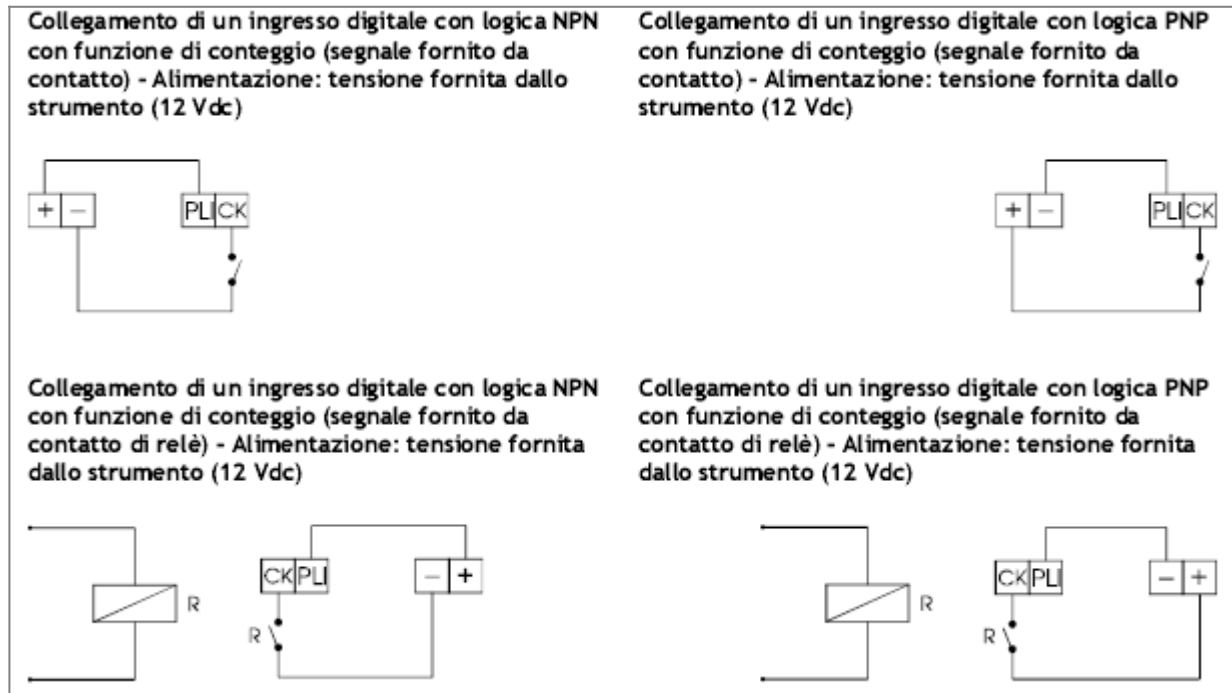 Collegamento di un ingresso digitale con logica NPN
con funzione di conteggio (segnale fornito da
contatto) - Alimentazione: tensione fornita dallo
strumento (12 Vdc)
+ − PLI CK
Collegamento di un ingresso digitale con logica PNP
con funzione di conteggio (segnale fornito da
contatto) - Alimentazione: tensione fornita dallo
strumento (12 Vdc)
+ − PLI CK
Collegamento di un ingresso digitale con logica NPN
con funzione di conteggio (segnale fornito da
contatto di relè) - Alimentazione: tensione fornita
dallo strumento (12 Vdc)
CK PLI − +
R
R
Collegamento di un ingresso digitale con logica PNP
con funzione di conteggio (segnale fornito da
contatto di relè) - Alimentazione: tensione fornita
dallo strumento (12 Vdc)
CK PLI − +
R
R